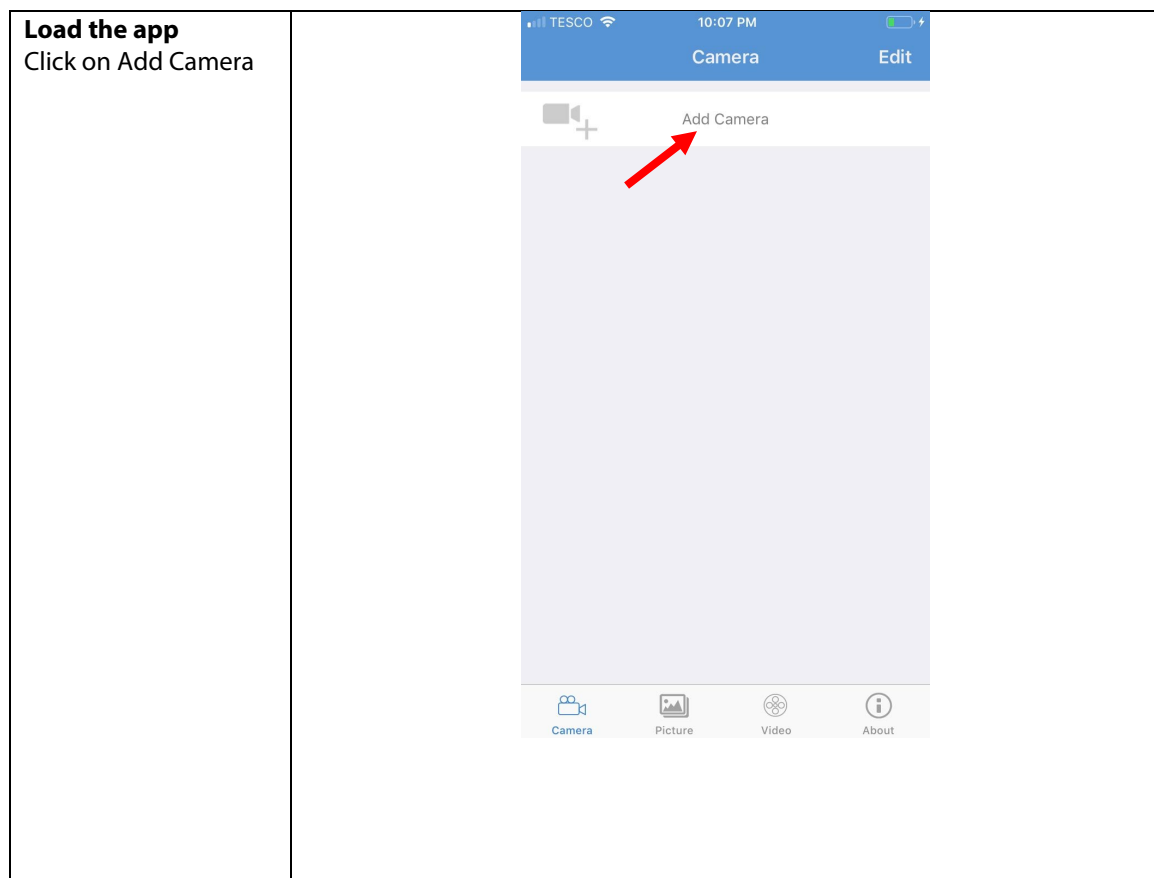 Load the app
Click on Add Camera
TESCO 10:07 PM
Camera Edit
Add Camera
Camera Picture Video About